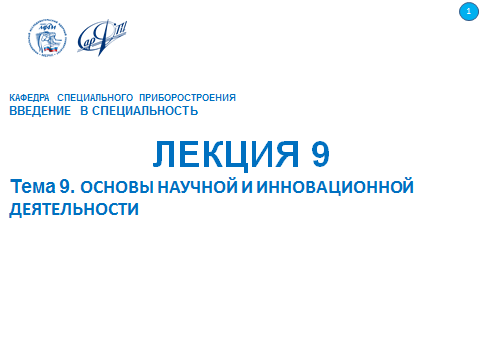 1
КАФЕДРА СПЕЦИАЛЬНОГО ПРИБОРОСТРОЕНИЯ
ВВЕДЕНИЕ В СПЕЦИАЛЬНОСТЬ
ЛЕКЦИЯ 9
Тема 9. ОСНОВЫ НАУЧНОЙ И ИННОВАЦИОННОЙ
ДЕЯТЕЛЬНОСТИ